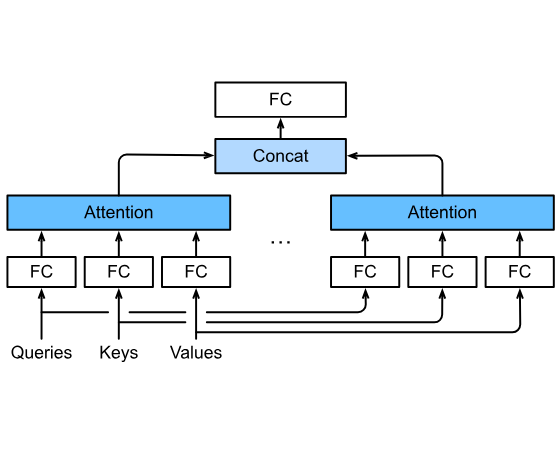 FC
Concat
Attention Attention
...
FC FC FC FC FC FC
Queries Keys Values